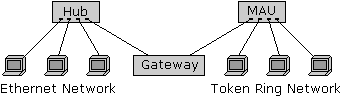 Hub
MAU
Gateway
Ethernet Network
Token Ring Network